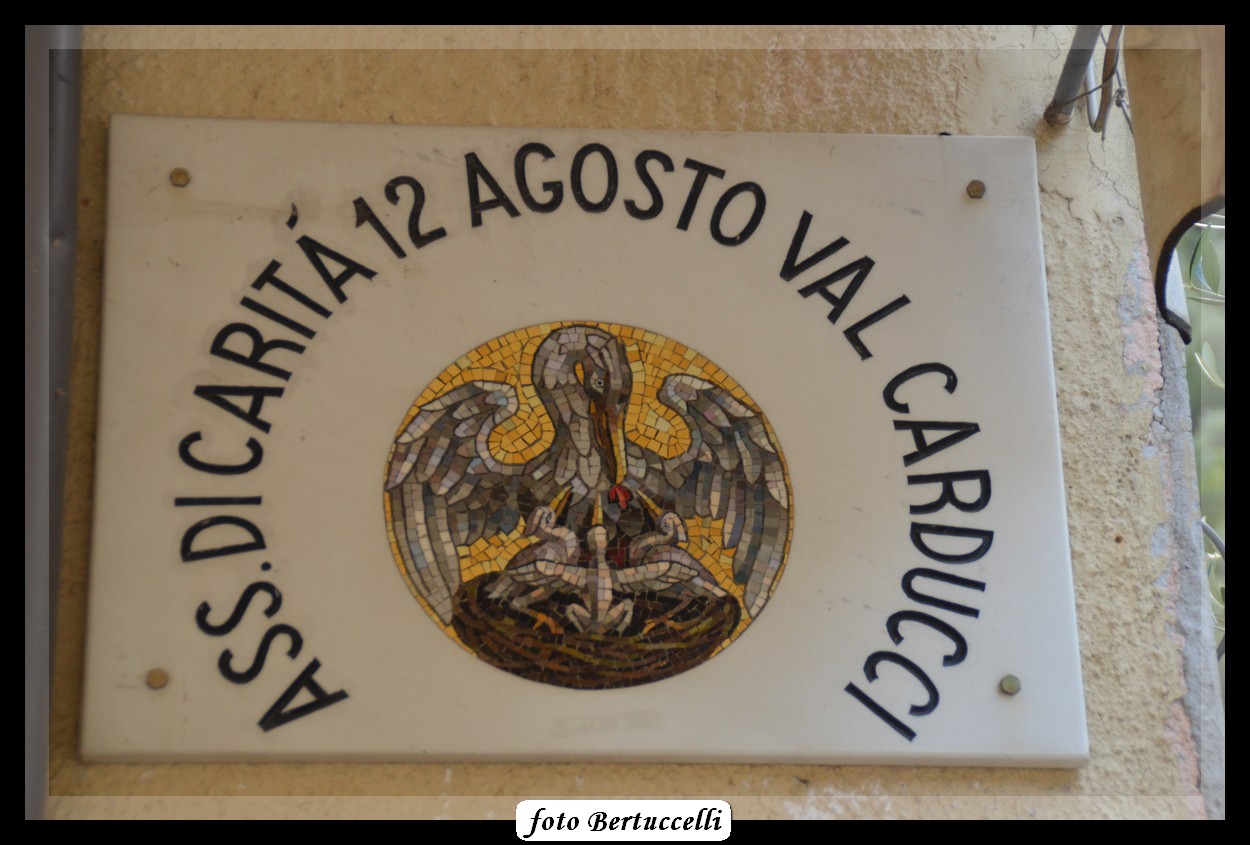 ASS. DI CARITÁ 12 AGOSTO VAL CARDUCCI
foto Bertuccelli